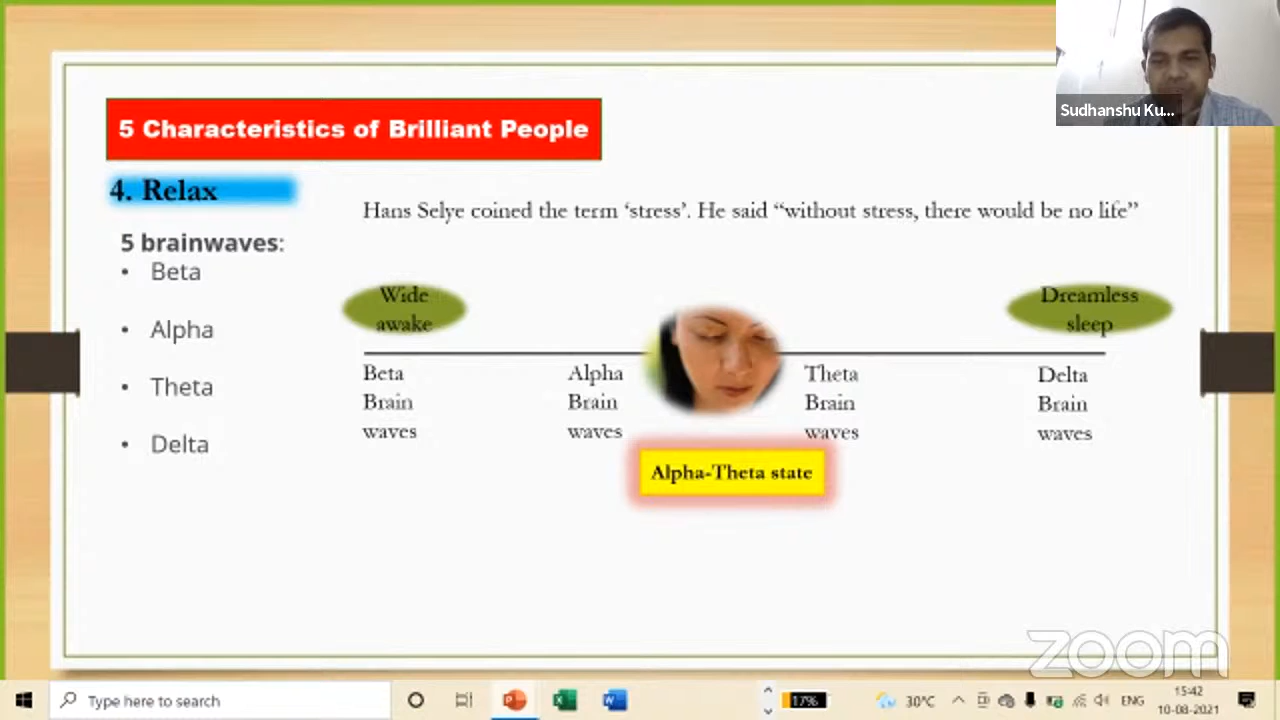 Sudhanshu Ku...
5 Characteristics of Brilliant People
4. Relax
Hans Selye coined the term ‘stress’. He said “without stress, there would be no life”
5 brainwaves:
• Beta
• Alpha
• Theta
• Delta
Wide
awake
Dreamless
sleep
Beta
Brain
waves
Alpha
Brain
waves
Theta
Brain
waves
Delta
Brain
waves
Alpha-Theta state
zoom
Type here to search
17%
30°C
ENG
15:42
10-08-2021